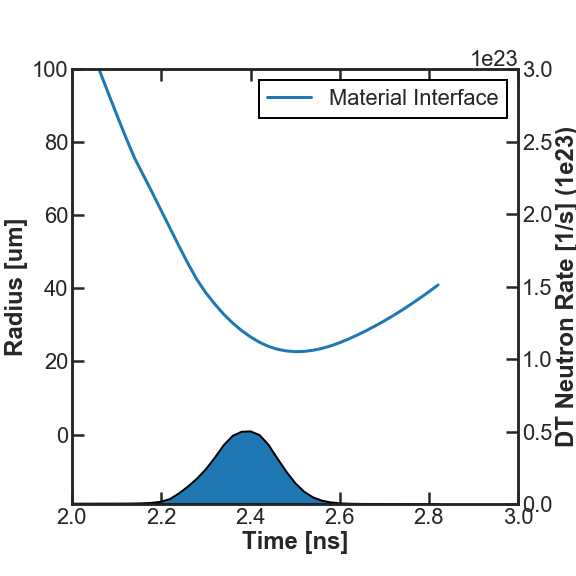 1e23
100
80
60
40
20
0
Radius [um]
Material Interface
3.0
2.5
2.0
1.5
1.0
0.5
0.0
DT Neutron Rate [1/s] (1e23)
2.0 2.2 2.4 2.6 2.8 3.0
Time [ns]